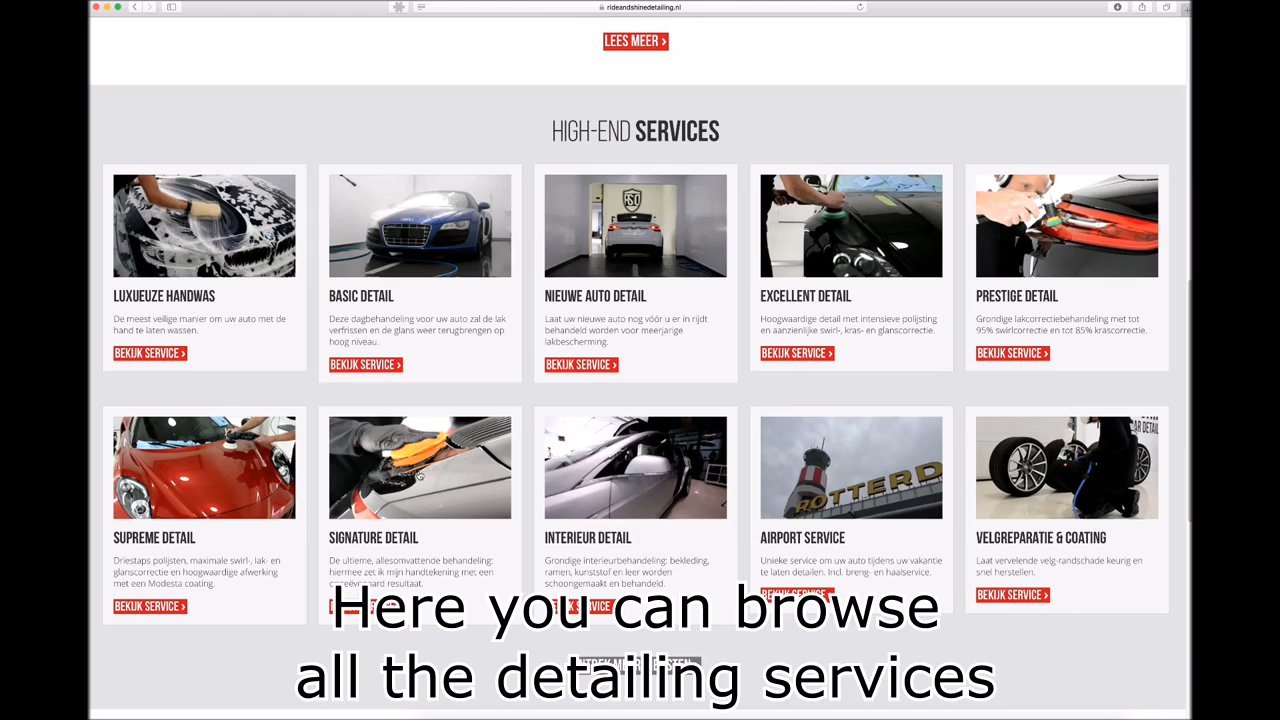 rideandshinedetailing.nl
LEES MEER ›
HIGH-END SERVICES
RSD
LUXUEUZE HANDWAS
De meest veilige manier om uw auto met de
hand te laten wassen.
BEKIJK SERVICE ›
BASIC DETAIL
Deze dagbehandeling voor uw auto zal de lak
verfrissen en de glans weer terugbrengen op
hoog niveau.
BEKIJK SERVICE ›
NIEUWE AUTO DETAIL
Laat uw nieuwe auto nog vóór u er in rijdt
behandeld worden voor meerjarige
lakbescherming.
BEKIJK SERVICE ›
EXCELLENT DETAIL
Hoogwaardige detail met intensieve polijsting
en aanzienlijke swirl-, kras- en glanscorrectie.
BEKIJK SERVICE ›
PRESTIGE DETAIL
Grondige lakcorrectiebehandeling met tot
95% swirlcorrectie en tot 85% krascorrectie.
BEKIJK SERVICE ›
SUPREME DETAIL
Driestaps polijsten, maximale swirl-, lak- en
glanscorrectie en hoogwaardige afwerking
met een Modesta coating.
BEKIJK SERVICE ›
SIGNATURE DETAIL
De ultieme, allesomvattende behandeling:
hiermee zet ik mijn handtekening met een
resultaat.
INTERIEUR DETAIL
Grondige interieurbehandeling: bekleding,
ramen, kunststof en leer worden
schoongemaakt en behandeld.
BEKIJK SERVICE
ROTTERD
AIRPORT SERVICE
Unieke service om uw auto tijdens uw vakantie
te laten detailen. Incl. breng- en haalservice.
BEKIJK SERVICE ›
AR DETAIL
VELGREPARATIE & COATING
Laat vervelende velg-randschade keurig en
snel herstellen.
BEKIJK SERVICE ›
Here you can browse
all the detailing services